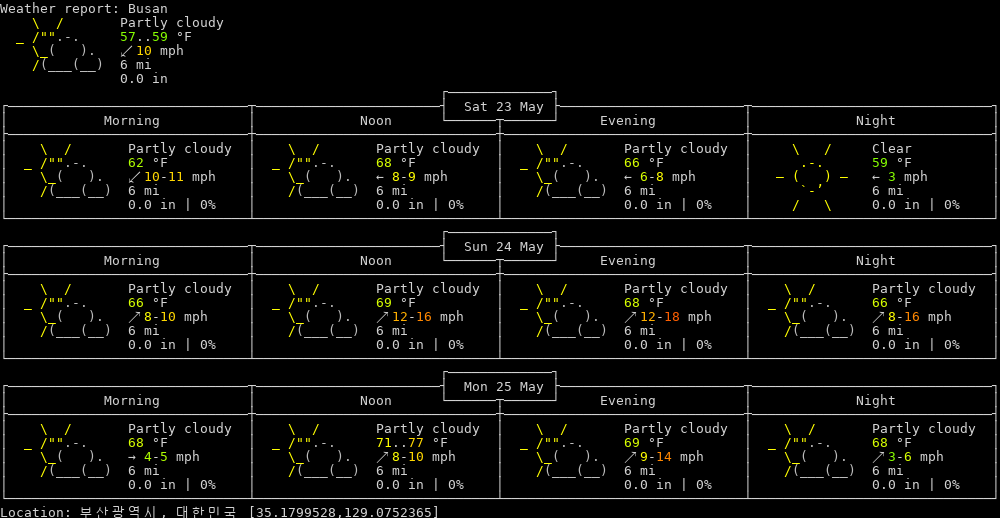 Weather report: Busan
Partly cloudy
57..59 °F
↙ 10 mph
6 mi
0.0 in
Sat 23 May
Morning Noon Evening Night
Partly cloudy Partly cloudy Partly cloudy Clear
62 °F 68 °F 66 °F 59 °F
↙ 10-11 mph ← 8-9 mph ← 6-8 mph ← 3 mph
6 mi 6 mi 6 mi 6 mi
0.0 in | 0% 0.0 in | 0% 0.0 in | 0% 0.0 in | 0%
Sun 24 May
Morning Noon Evening Night
Partly cloudy Partly cloudy Partly cloudy Partly cloudy
66 °F 69 °F 68 °F 66 °F
↗ 8-10 mph ↗ 12-16 mph ↗ 12-18 mph ↗ 8-16 mph
6 mi 6 mi 6 mi 6 mi
0.0 in | 0% 0.0 in | 0% 0.0 in | 0% 0.0 in | 0%
Mon 25 May
Morning Noon Evening Night
Partly cloudy Partly cloudy Partly cloudy Partly cloudy
68 °F 71..77 °F 69 °F 68 °F
→ 4-5 mph ↗ 8-10 mph ↗ 9-14 mph ↗ 3-6 mph
6 mi 6 mi 6 mi 6 mi
0.0 in | 0% 0.0 in | 0% 0.0 in | 0% 0.0 in | 0%
Location: 부산광역시, 대한민국 [35.1799528,129.0752365]